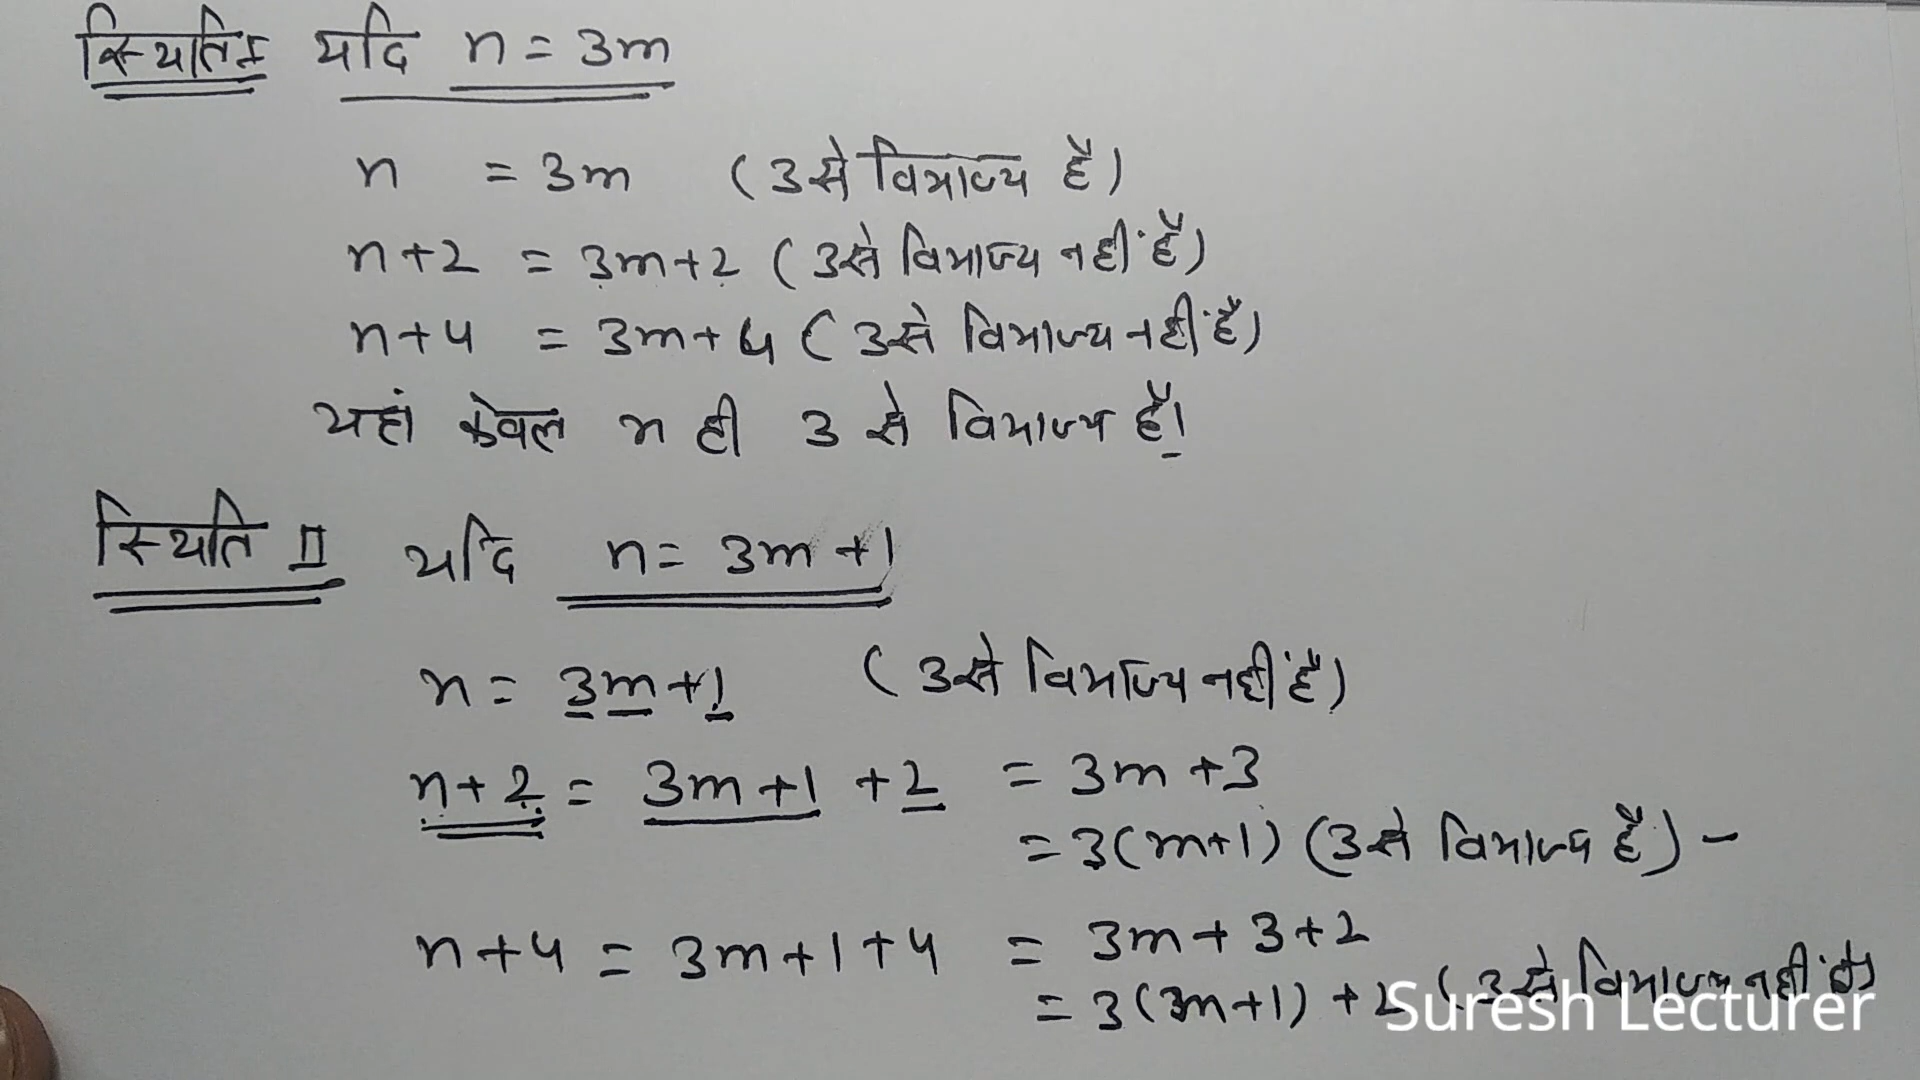 स्थिति I यदि n = 3m
n = 3m (3 से विभाज्य है)
n+2 = 3m+2 (3 से विभाज्य नहीं है)
n+4 = 3m+4 (3 से विभाज्य नहीं है)
यहां केवल n ही 3 से विभाज्य है।
स्थिति II यदि n = 3m+1
n = 3m+1 (3 से विभाज्य नहीं है)
n+2 = 3m+1 +2 = 3m+3
= 3(m+1) (3 से विभाज्य है) -
n+4 = 3m+1+4 = 3m+3+2
= 3(3m+1)+2 (3 से विभाज्य नहीं है)
Suresh Lecturer